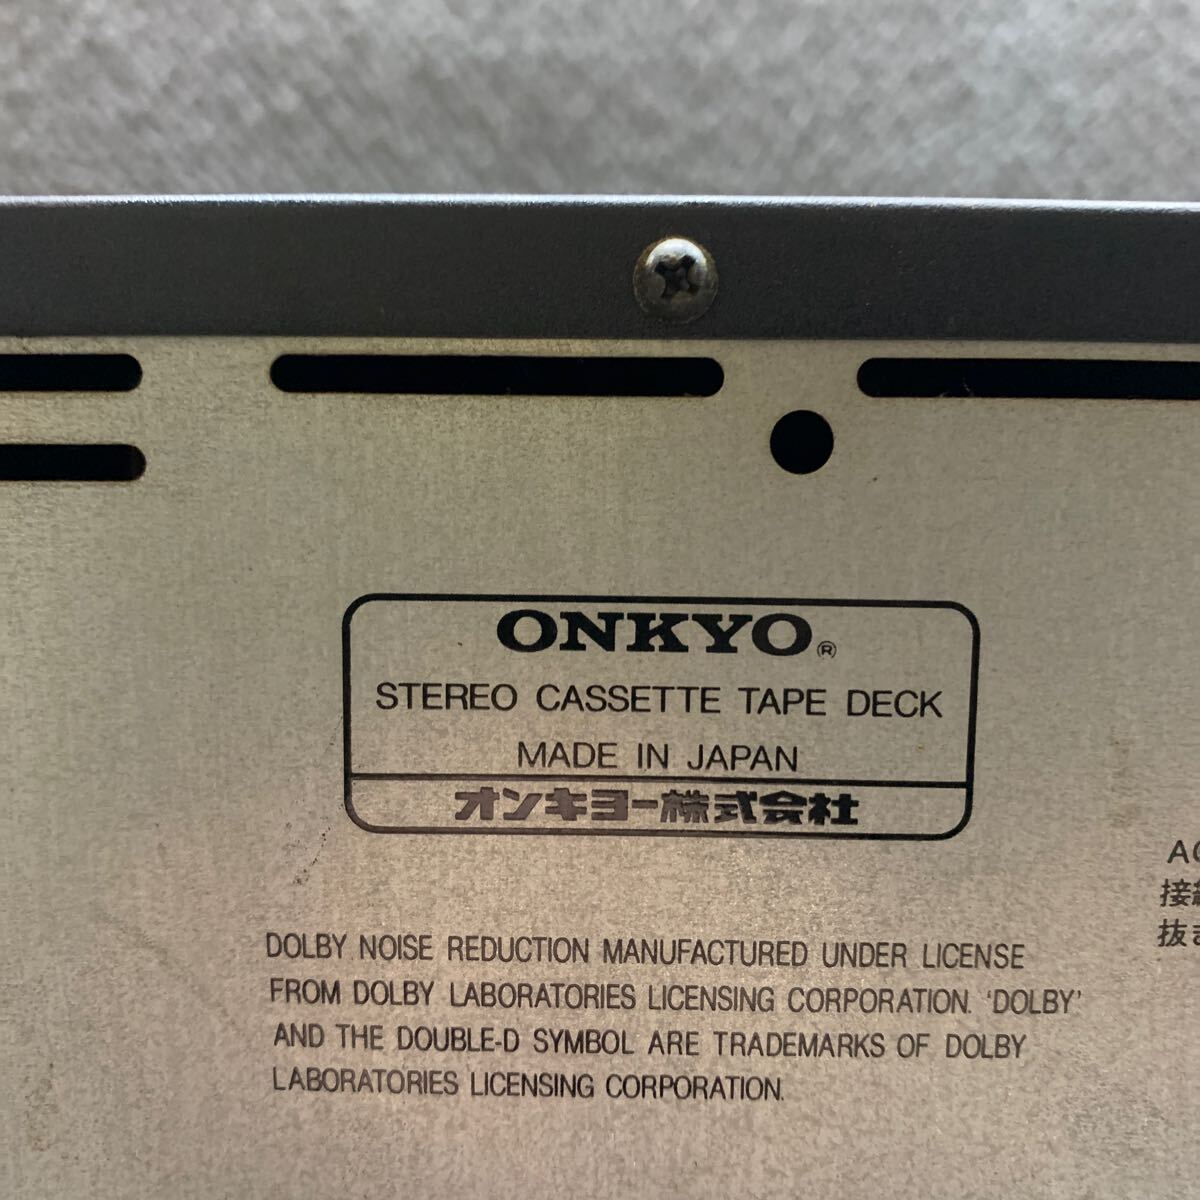 ONKYO®
STEREO CASSETTE TAPE DECK
MADE IN JAPAN
オンキヨー株式会社
DOLBY NOISE REDUCTION MANUFACTURED UNDER LICENSE
FROM DOLBY LABORATORIES LICENSING CORPORATION. 'DOLBY'
AND THE DOUBLE-D SYMBOL ARE TRADEMARKS OF DOLBY
LABORATORIES LICENSING CORPORATION.
接
抜